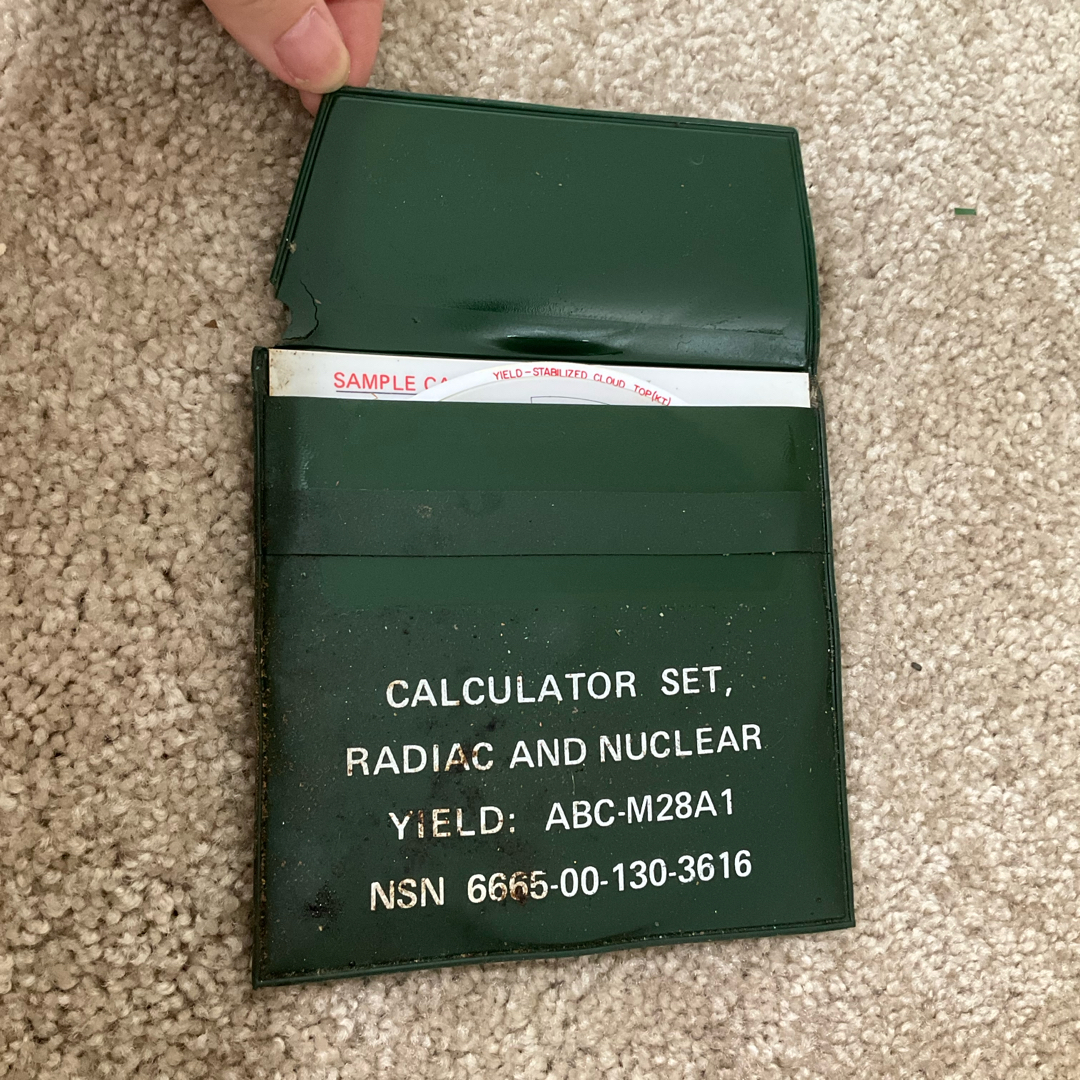 SAMPLE CA
YIELD-STABILIZED CLOUD TOP(KT)
CALCULATOR SET,
RADIAC AND NUCLEAR
YIELD: ABC-M28A1
NSN 6665-00-130-3616